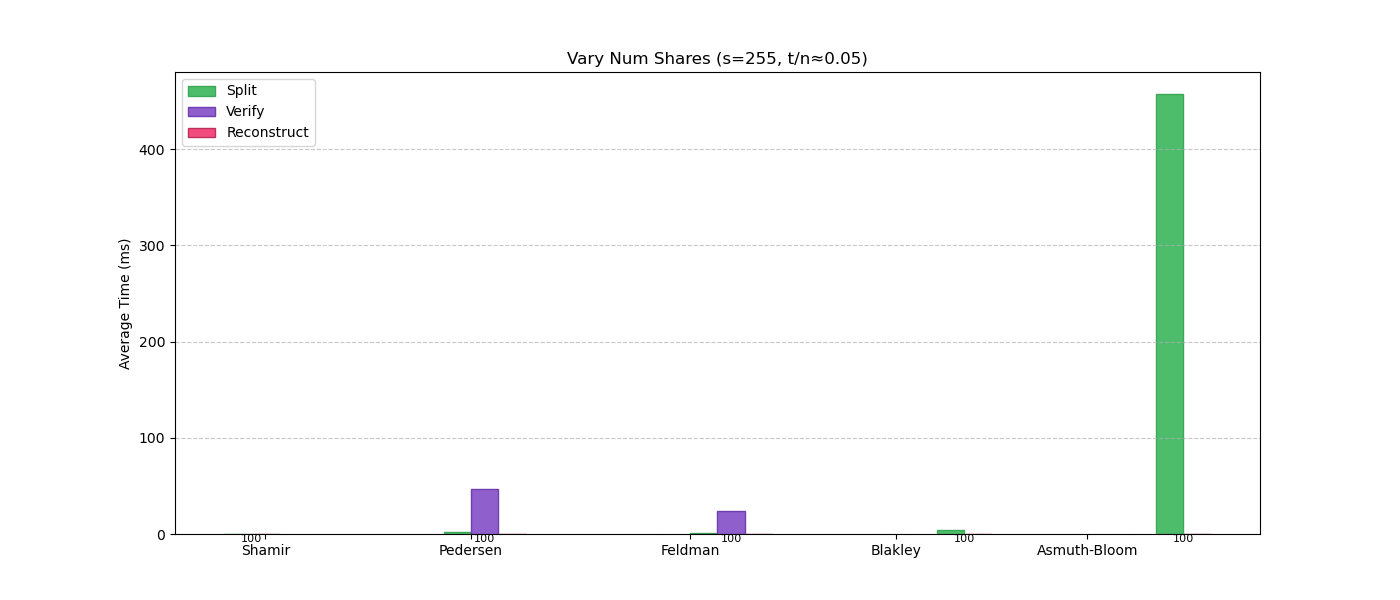 Vary Num Shares (s=255, t/n≈0.05)
Split
Verify
Reconstruct
Average Time (ms)
400
300
200
100
0
100 100 100 100 100
Shamir Pedersen Feldman Blakley Asmuth-Bloom